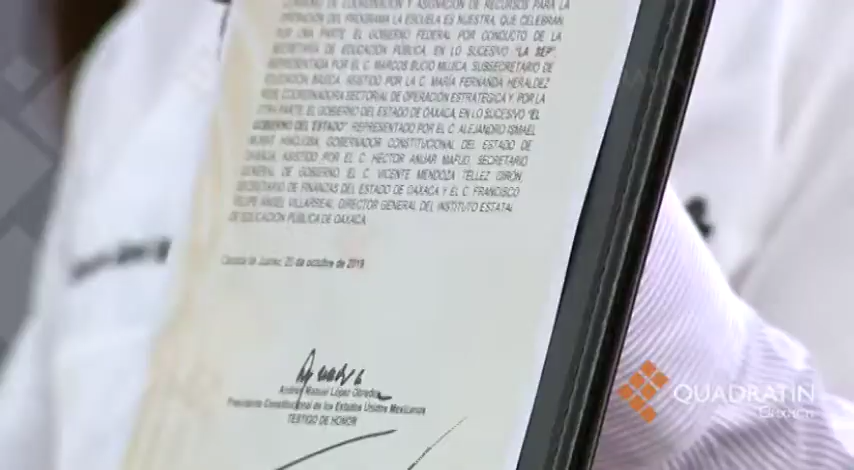 CONVENIO DE COORDINACIÓN Y ASIGNACIÓN DE RECURSOS PARA LA
OPERACIÓN DEL PROGRAMA LA ESCUELA ES NUESTRA, QUE CELEBRAN
POR UNA PARTE EL GOBIERNO FEDERAL POR CONDUCTO DE LA
SECRETARÍA DE EDUCACIÓN PÚBLICA, EN LO SUCESIVO "LA SEP",
REPRESENTADA POR EL C. MARCOS BUCIO MUJICA, SUBSECRETARIO DE
EDUCACIÓN BÁSICA, ASISTIDO POR LA C. MARÍA FERNANDA HERALDEZ
COORDINADORA SECTORIAL DE OPERACIÓN ESTRATÉGICA Y, POR LA
OTRA PARTE, EL GOBIERNO DEL ESTADO DE OAXACA, EN LO SUCESIVO "EL
GOBIERNO DEL ESTADO", REPRESENTADO POR EL C. ALEJANDRO ISMAEL
MURAT HINOJOSA, GOBERNADOR CONSTITUCIONAL DEL ESTADO DE
OAXACA, ASISTIDO POR EL C. HÉCTOR ANUAR MAFUD, SECRETARIO
GENERAL DE GOBIERNO, EL C. VICENTE MENDOZA TÉLLEZ GIRÓN,
SECRETARIO DE FINANZAS DEL ESTADO DE OAXACA Y EL C. FRANCISCO
FELIPE ÁNGEL VILLARREAL, DIRECTOR GENERAL DEL INSTITUTO ESTATAL
DE EDUCACIÓN PÚBLICA DE OAXACA.
Oaxaca de Juárez, 20 de octubre de 2019
Andrés Manuel López Obrador
Presidente Constitucional de los Estados Unidos Mexicanos
TESTIGO DE HONOR
QUADRATIN
Oaxaca